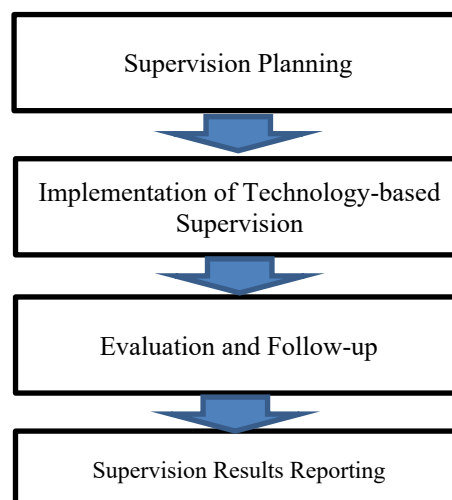 Supervision Planning
Implementation of Technology-based
Supervision
Evaluation and Follow-up
Supervision Results Reporting